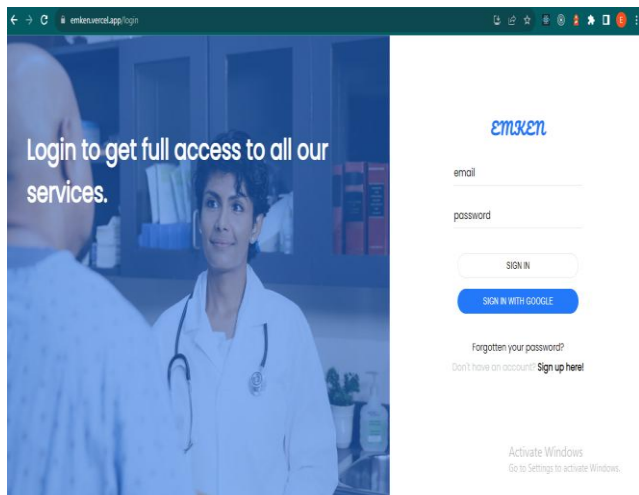 emken.vercel.app/login
Login to get full access to all our
services.
EMKEN
email
password
SIGN IN
SIGN IN WITH GOOGLE
Forgotten your password?
Don't have an account? Sign up here!
Activate Windows
Go to Settings to activate Windows.